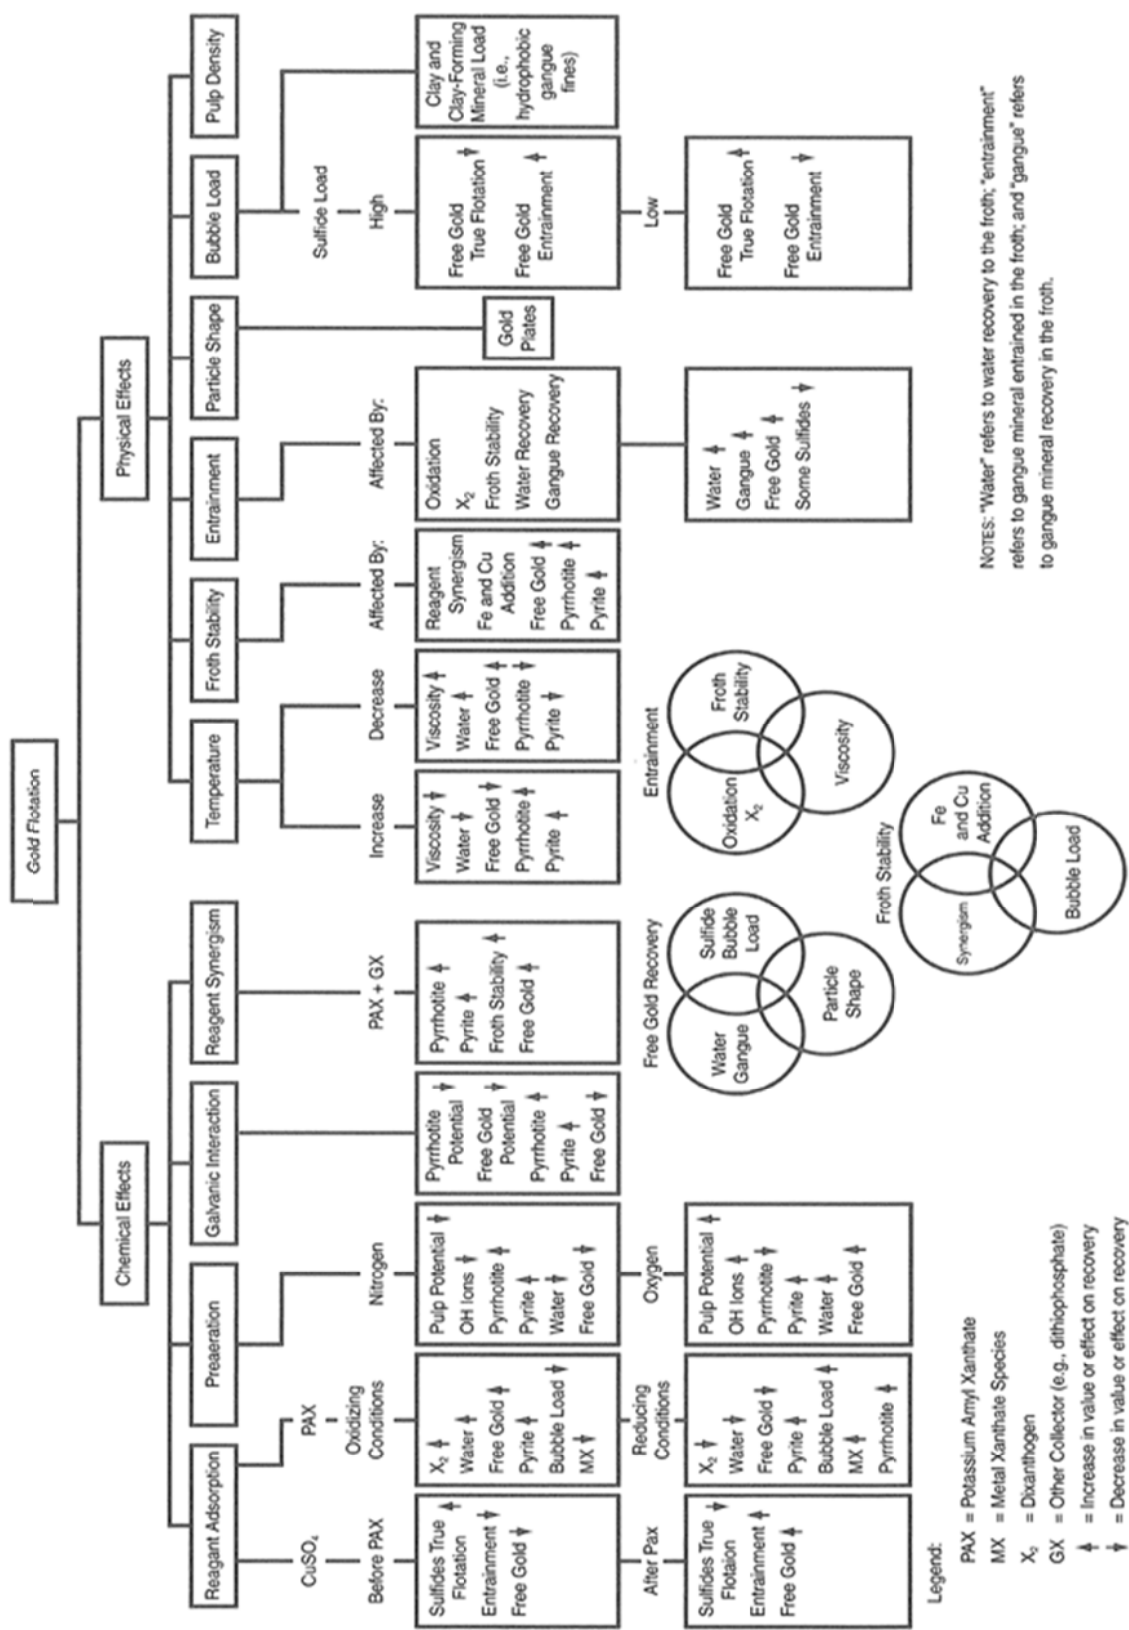 Gold Flotation
Chemical Effects
Physical Effects
Reagant Adsorption
Preaeration
Galvanic Interaction
Reagent Synergism
Temperature
Froth Stability
Entrainment
Particle Shape
Bubble Load
Pulp Density
CuSO₄
PAX
Sulfide Load
Before PAX
Oxidizing
Conditions
Nitrogen
PAX + GX
Increase
Decrease
Affected By:
Affected By:
High
Sulfides True
Flotation
Entrainment
Free Gold
X₂
Water
Free Gold
Pyrite
Bubble Load
MX
Pulp Potential
OH Ions
Pyrrhotite
Pyrite
Water
Free Gold
Pyrrhotite
Potential
Free Gold
Potential
Pyrrhotite
Pyrite
Free Gold
Pyrrhotite
Pyrite
Froth Stability
Free Gold
Viscosity
Water
Free Gold
Pyrrhotite
Pyrite
Viscosity
Water
Free Gold
Pyrrhotite
Pyrite
Reagent
Synergism
Fe and Cu
Addition
Free Gold
Pyrrhotite
Pyrite
Oxidation
X₂
Froth Stability
Water Recovery
Gangue Recovery
Gold
Plates
Free Gold
True Flotation
Free Gold
Entrainment
Clay and
Clay-Forming
Mineral Load
(i.e.,
hydrophobic
gangue
fines)
After Pax
Reducing
Conditions
Oxygen
Low
Sulfides True
Flotaion
Entrainment
Free Gold
X₂
Water
Free Gold
Pyrite
Bubble Load
MX
Pyrrhotite
Pulp Potential
OH Ions
Pyrrhotite
Pyrite
Water
Free Gold
Water
Gangue
Free Gold
Some Sulfides
Free Gold
True Flotation
Free Gold
Entrainment
Free Gold Recovery
Water
Gangue
Sulfide
Bubble
Load
Particle
Shape
Entrainment
Oxidation
X₂
Froth
Stability
Viscosity
Froth Stability
Synergism
Fe
and Cu
Addition
Bubble Load
Legend:
PAX = Potassium Amyl Xanthate
MX = Metal Xanthate Species
X₂ = Dixanthogen
GX = Other Collector (e.g., dithiophosphate)
= Increase in value or effect on recovery
= Decrease in value or effect on recovery
NOTES: "Water" refers to water recovery to the froth; "entrainment"
refers to gangue mineral entrained in the froth; and "gangue" refers
to gangue mineral recovery in the froth.